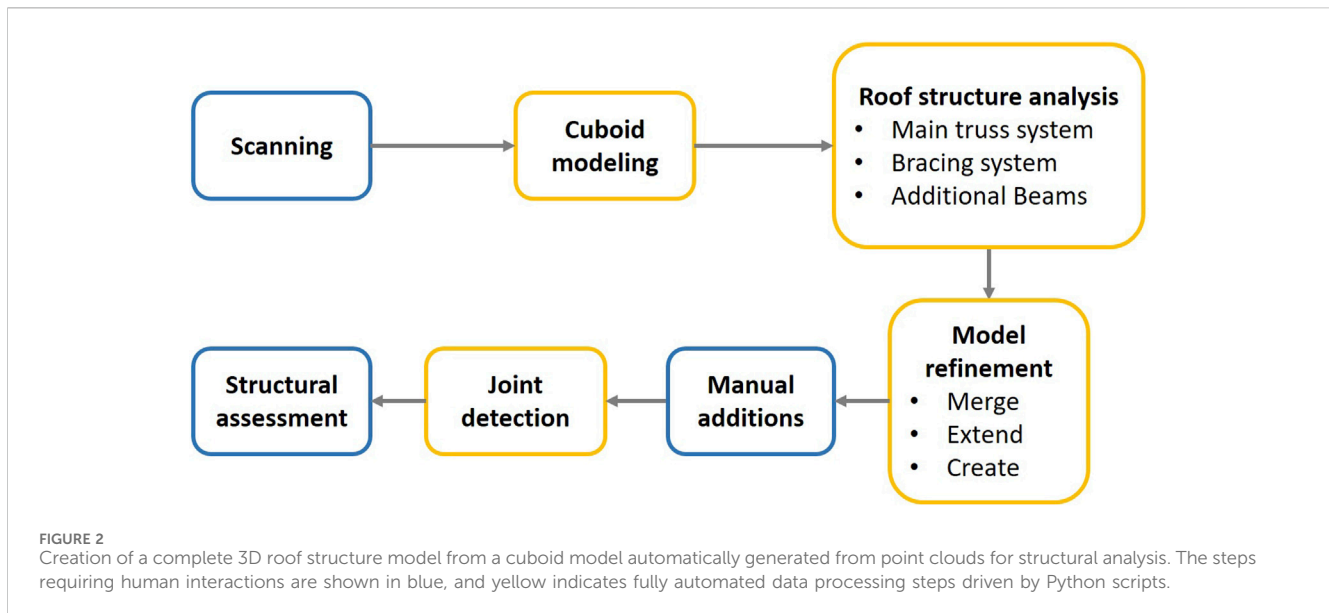 Scanning
Cuboid
modeling
Roof structure analysis
• Main truss system
• Bracing system
• Additional Beams
Structural
assessment
Joint
detection
Manual
additions
Model
refinement
• Merge
• Extend
• Create
FIGURE 2
Creation of a complete 3D roof structure model from a cuboid model automatically generated from point clouds for structural analysis. The steps
requiring human interactions are shown in blue, and yellow indicates fully automated data processing steps driven by Python scripts.